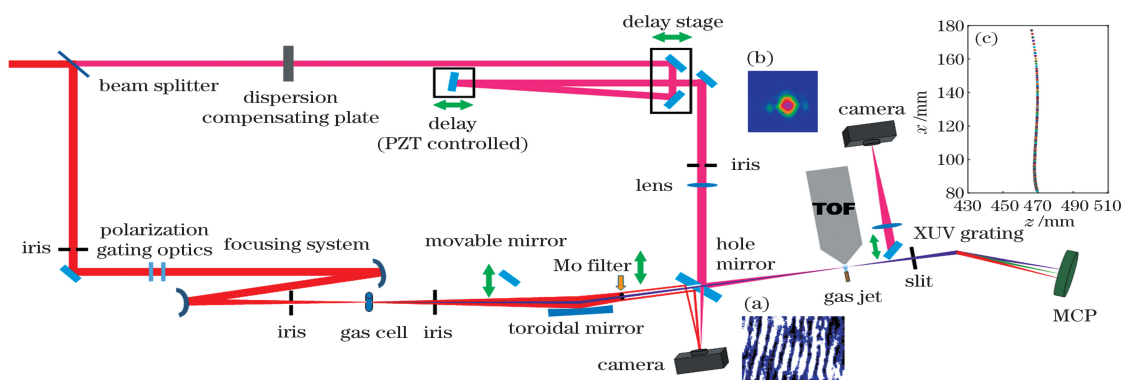 delay stage
beam splitter
dispersion
compensating plate
delay
(PZT controlled)
(b)
camera
(c)
180
160
140
120
100
80
x /mm
430 450 470 490 510
z /mm
iris
lens
TOF
XUV grating
iris
polarization
gating optics
focusing system
movable mirror
Mo filter
hole
mirror
gas jet
slit
MCP
iris
gas cell
iris
toroidal mirror
camera
(a)